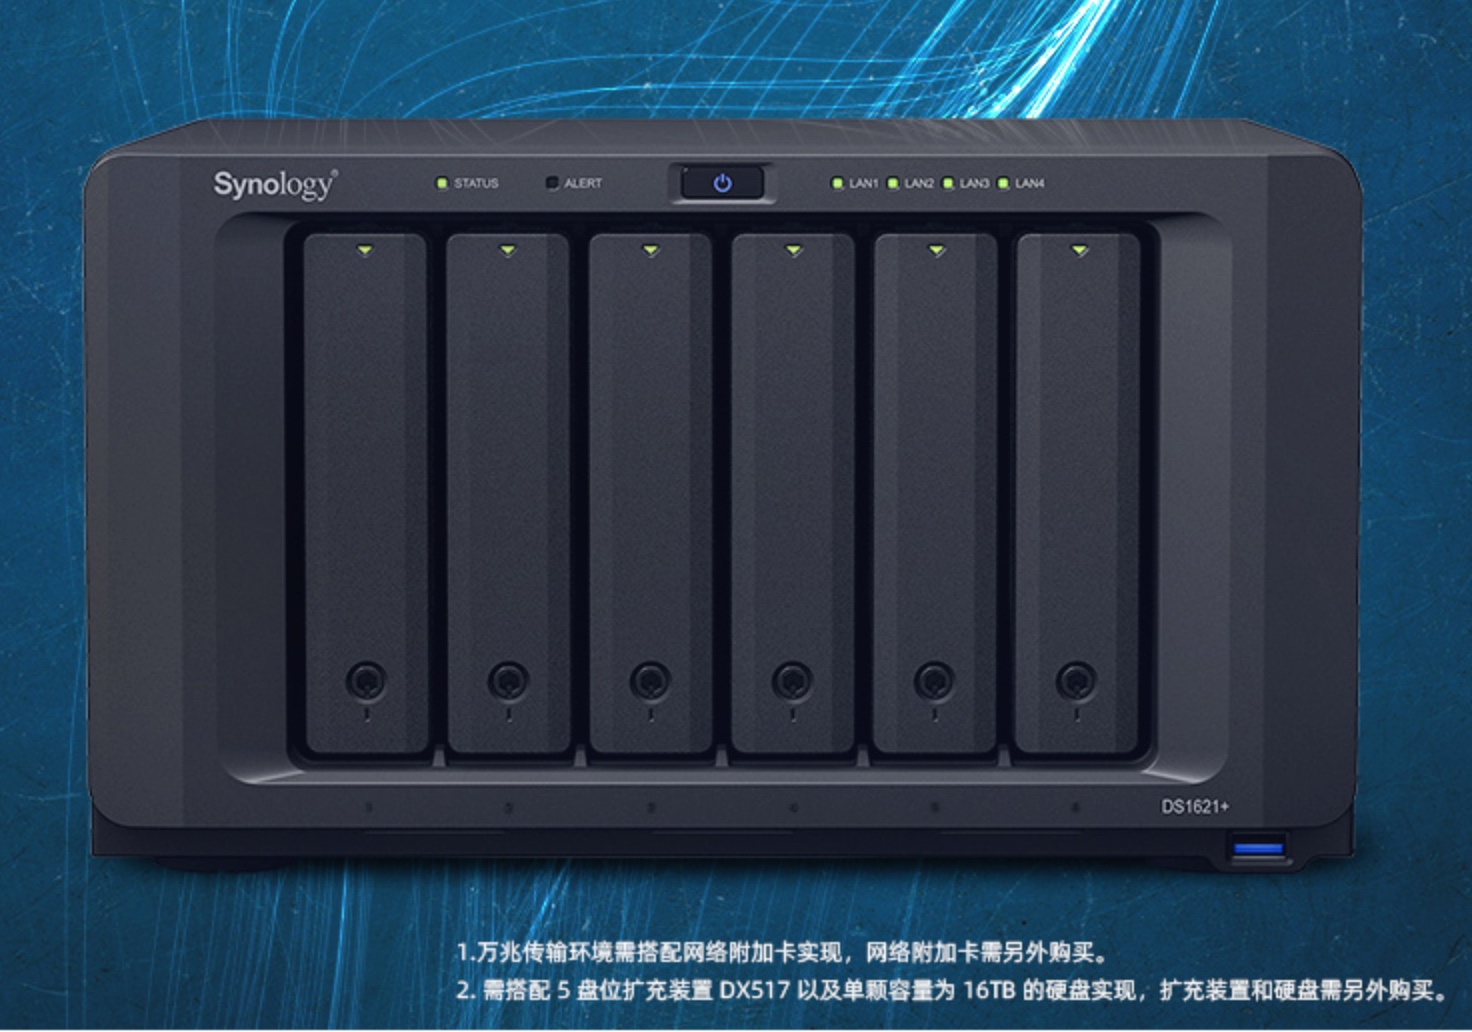 Synology®
STATUS
ALERT
LAN1 LAN2 LAN3 LAN4
DS1621+
1.万兆传输环境需搭配网络附加卡实现，网络附加卡需另外购买。
2. 需搭配 5 盘位扩充装置 DX517 以及单颗容量为 16TB 的硬盘实现，扩充装置和硬盘需另外购买。